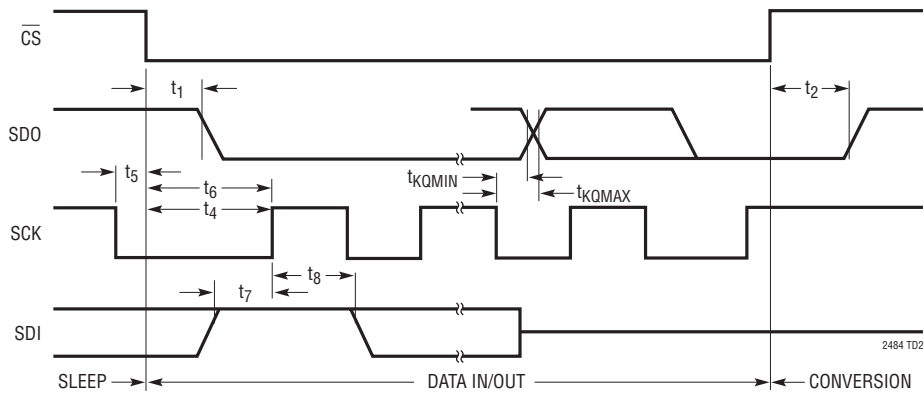 CS
t1
t2
SDO
t5
t6
tKQMIN
t4
tKQMAX
SCK
t8
t7
SDI
2484 TD2
SLEEP
DATA IN/OUT
CONVERSION